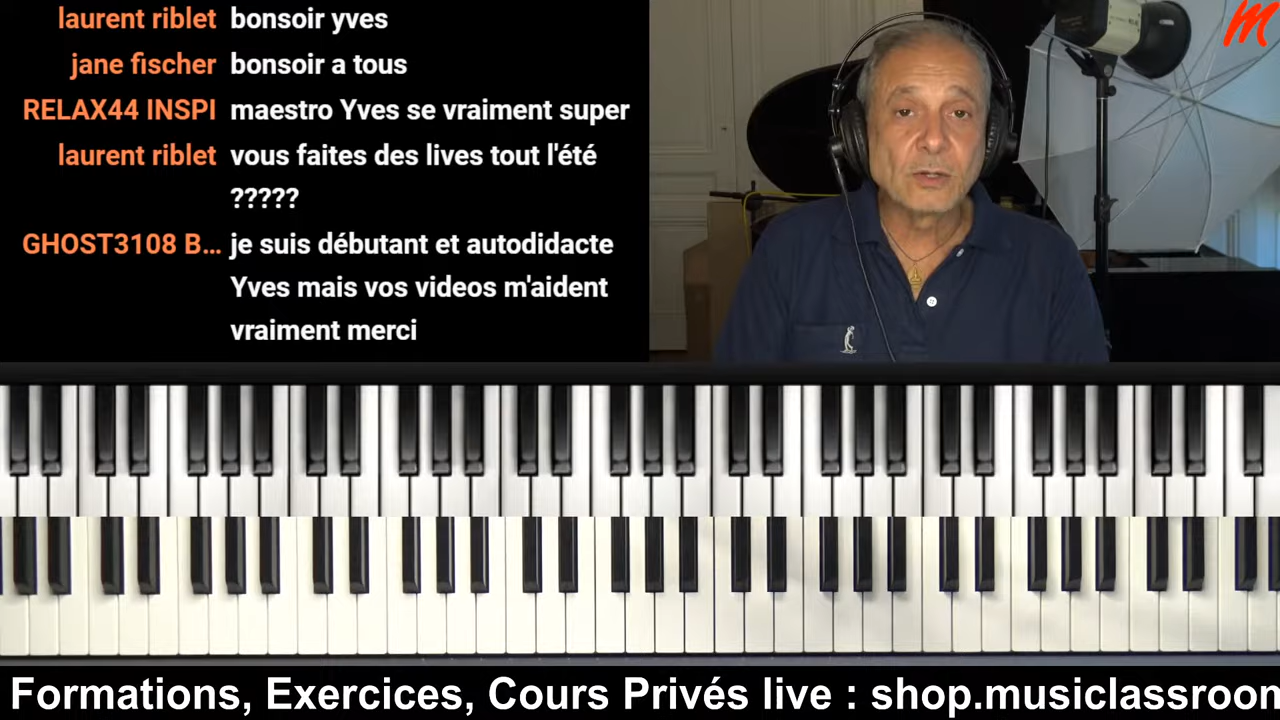 laurent riblet bonsoir yves
jane fischer bonsoir a tous
RELAX44 INSPI maestro Yves se vraiment super
laurent riblet vous faites des lives tout l'été
?????
GHOST3108 B... je suis débutant et autodidacte
Yves mais vos videos m'aident
vraiment merci
M
Formations, Exercices, Cours Privés live : shop.musiclassroon